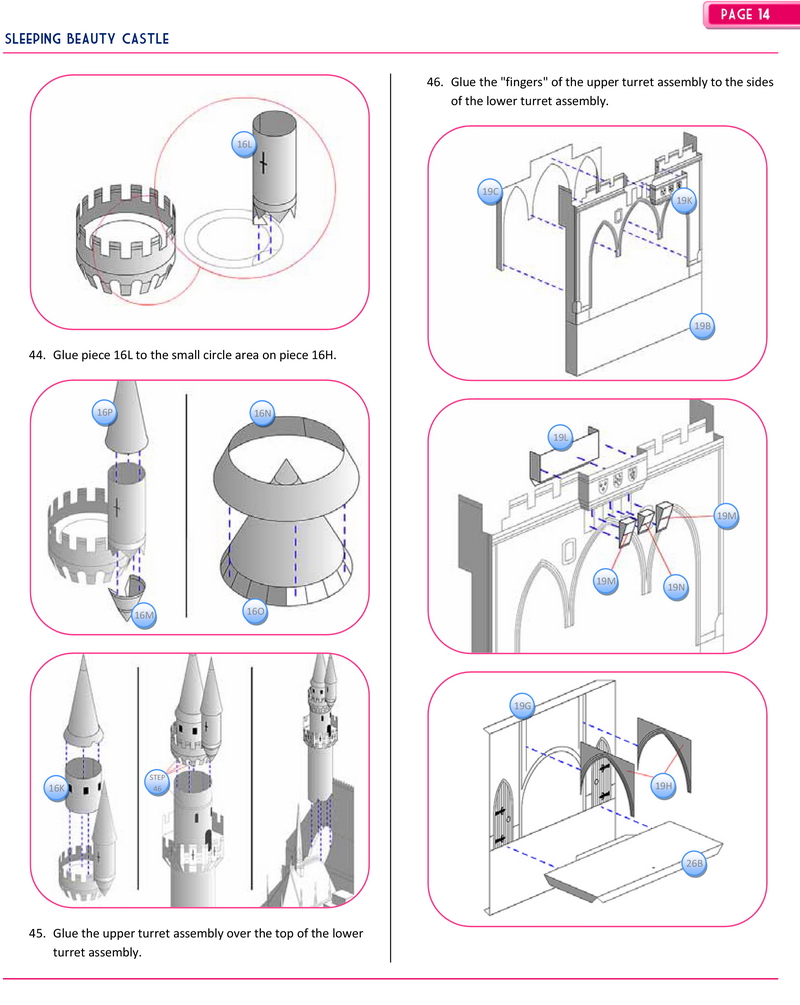 PAGE 14
SLEEPING BEAUTY CASTLE
16L
44. Glue piece 16L to the small circle area on piece 16H.
16P
16N
16M
16O
16K
STEP
46
45. Glue the upper turret assembly over the top of the lower
turret assembly.
46. Glue the "fingers" of the upper turret assembly to the sides
of the lower turret assembly.
19C
19K
19B
19L
19M
19M
19N
19G
19H
26B